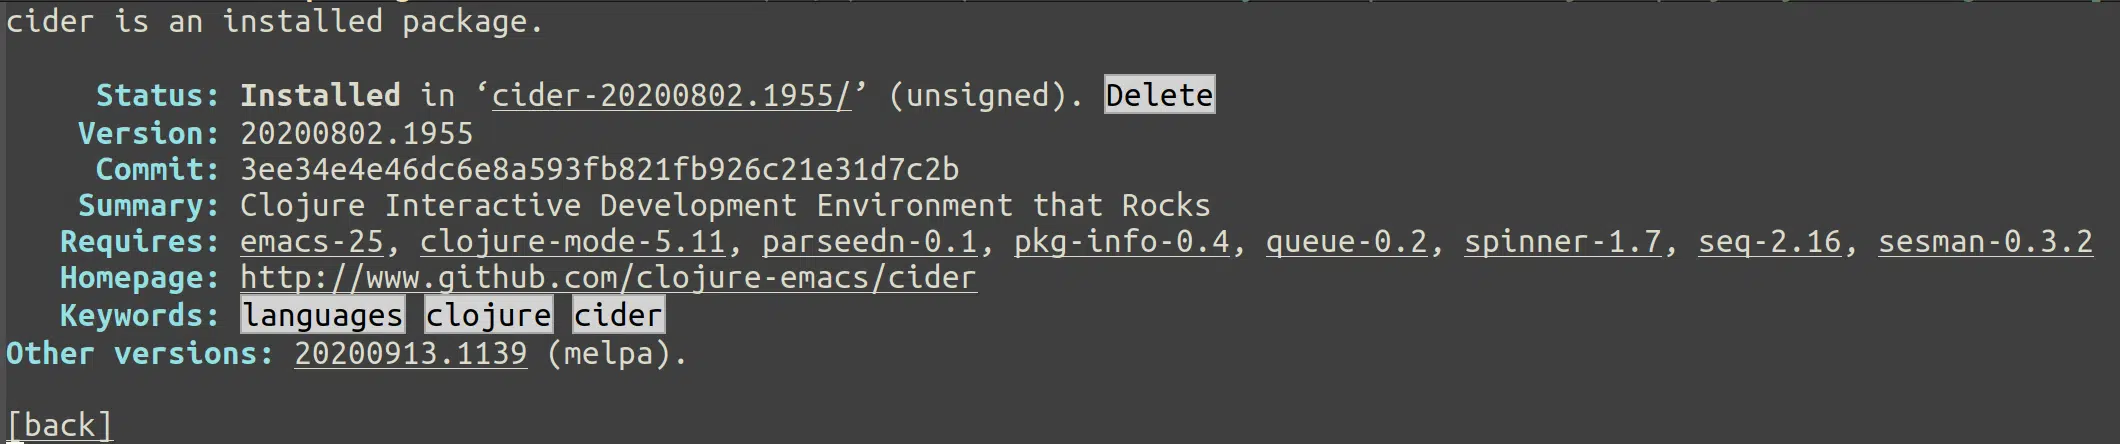 cider is an installed package.
Status: Installed in ‘cider-20200802.1955/’ (unsigned). Delete
Version: 20200802.1955
Commit: 3ee34e4e46dc6e8a593fb821fb926c21e31d7c2b
Summary: Clojure Interactive Development Environment that Rocks
Requires: emacs-25, clojure-mode-5.11, parseedn-0.1, pkg-info-0.4, queue-0.2, spinner-1.7, seq-2.16, sesman-0.3.2
Homepage: http://www.github.com/clojure-emacs/cider
Keywords: languages clojure cider
Other versions: 20200913.1139 (melpa).
[back]